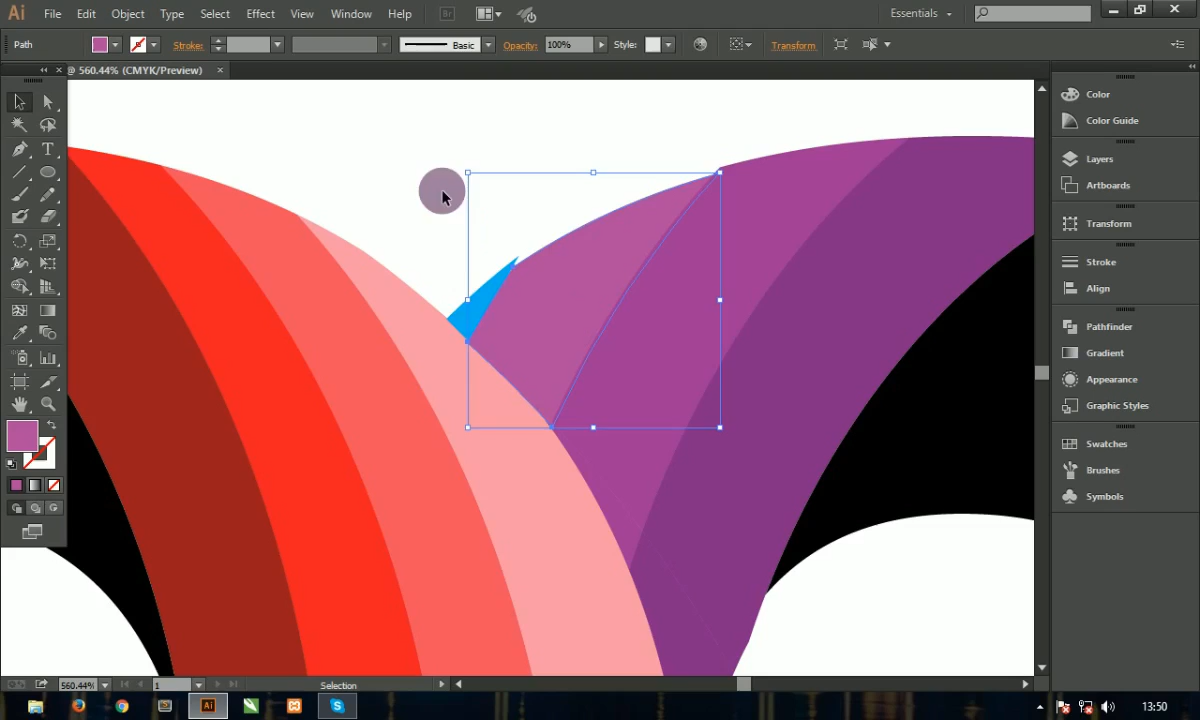 Ai File Edit Object Type Select Effect View Window Help Br Essentials
Path Stroke: Basic Opacity: 100% Style: Transform
@ 560.44% (CMYK/Preview)
T
Color
Color Guide
Layers
Artboards
Transform
Stroke
Align
Pathfinder
Gradient
Appearance
Graphic Styles
Swatches
Brushes
Symbols
560.44% 1 Selection
Ai 13:50